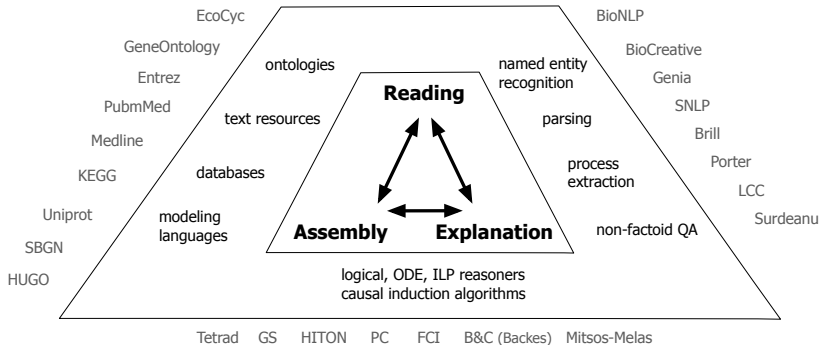 EcoCyc
GeneOntology
Entrez
PubmMed
Medline
KEGG
Uniprot
SBGN
HUGO
ontologies
text resources
databases
modeling
languages
Reading
Assembly
Explanation
named entity
recognition
parsing
process
extraction
non-factoid QA
BioNLP
BioCreative
Genia
SNLP
Brill
Porter
LCC
Surdeanu
logical, ODE, ILP reasoners
causal induction algorithms
Tetrad GS HITON PC FCI B&C (Backes) Mitsos-Melas